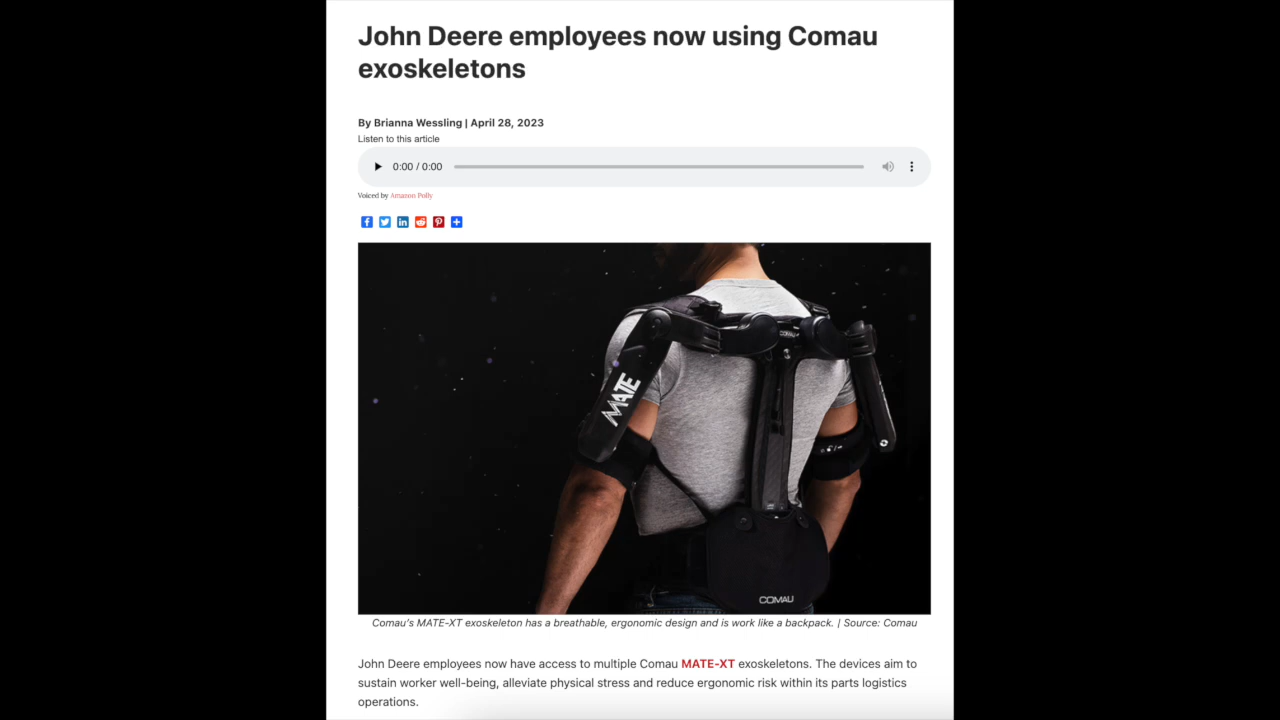 John Deere employees now using Comau
exoskeletons
By Brianna Wessling | April 28, 2023
Listen to this article
0:00 / 0:00
Voiced by Amazon Polly
COMAU
MATE
COMAU
Comau's MATE-XT exoskeleton has a breathable, ergonomic design and is work like a backpack. | Source: Comau
John Deere employees now have access to multiple Comau MATE-XT exoskeletons. The devices aim to
sustain worker well-being, alleviate physical stress and reduce ergonomic risk within its parts logistics
operations.